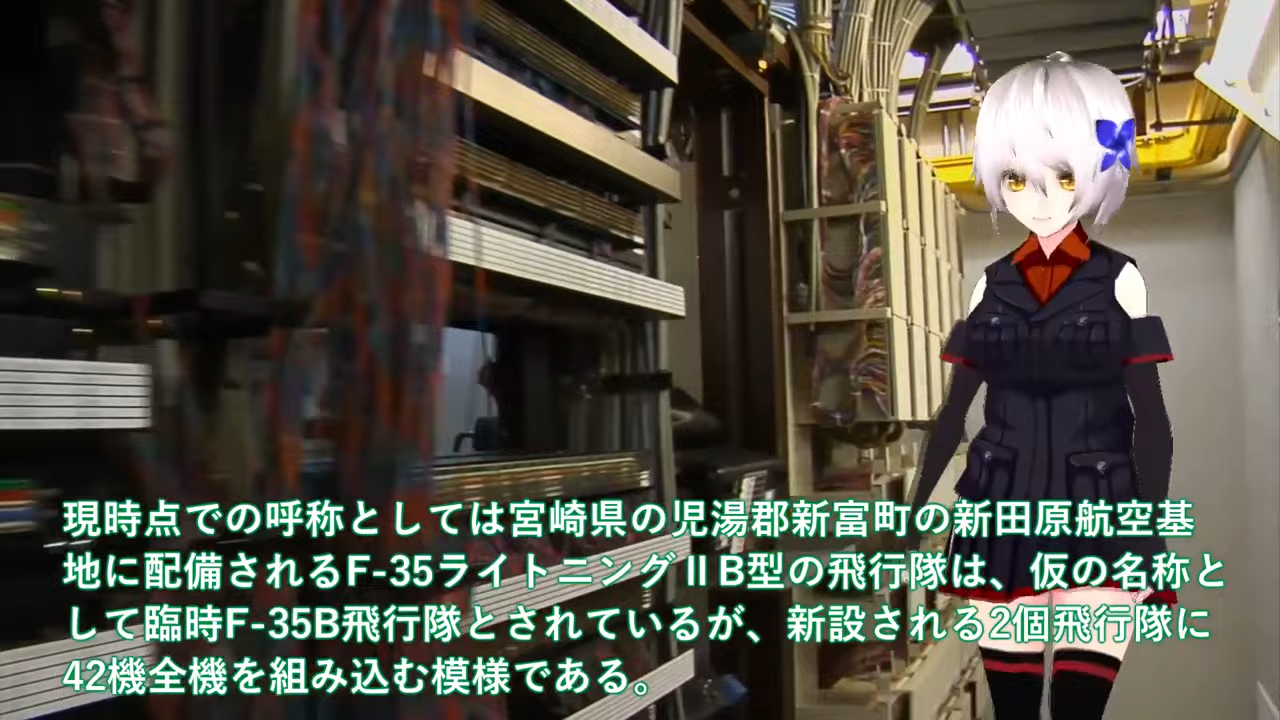 現時点での呼称としては宮崎県の児湯郡新富町の新田原航空基
地に配備されるF-35ライトニングⅡB型の飛行隊は、仮の名称と
して臨時F-35B飛行隊とされているが、新設される2個飛行隊に
42機全機を組み込む模様である。